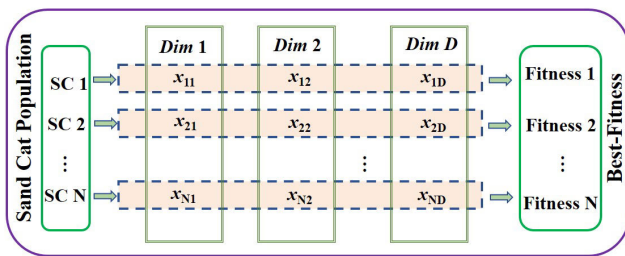 Sand Cat Population
Dim 1 Dim 2 Dim D
SC 1 x11 x12 x1D Fitness 1
SC 2 x21 x22 x2D Fitness 2
⋮ ⋮ ⋮
SC N xN1 xN2 xND Fitness N
Best-Fitness